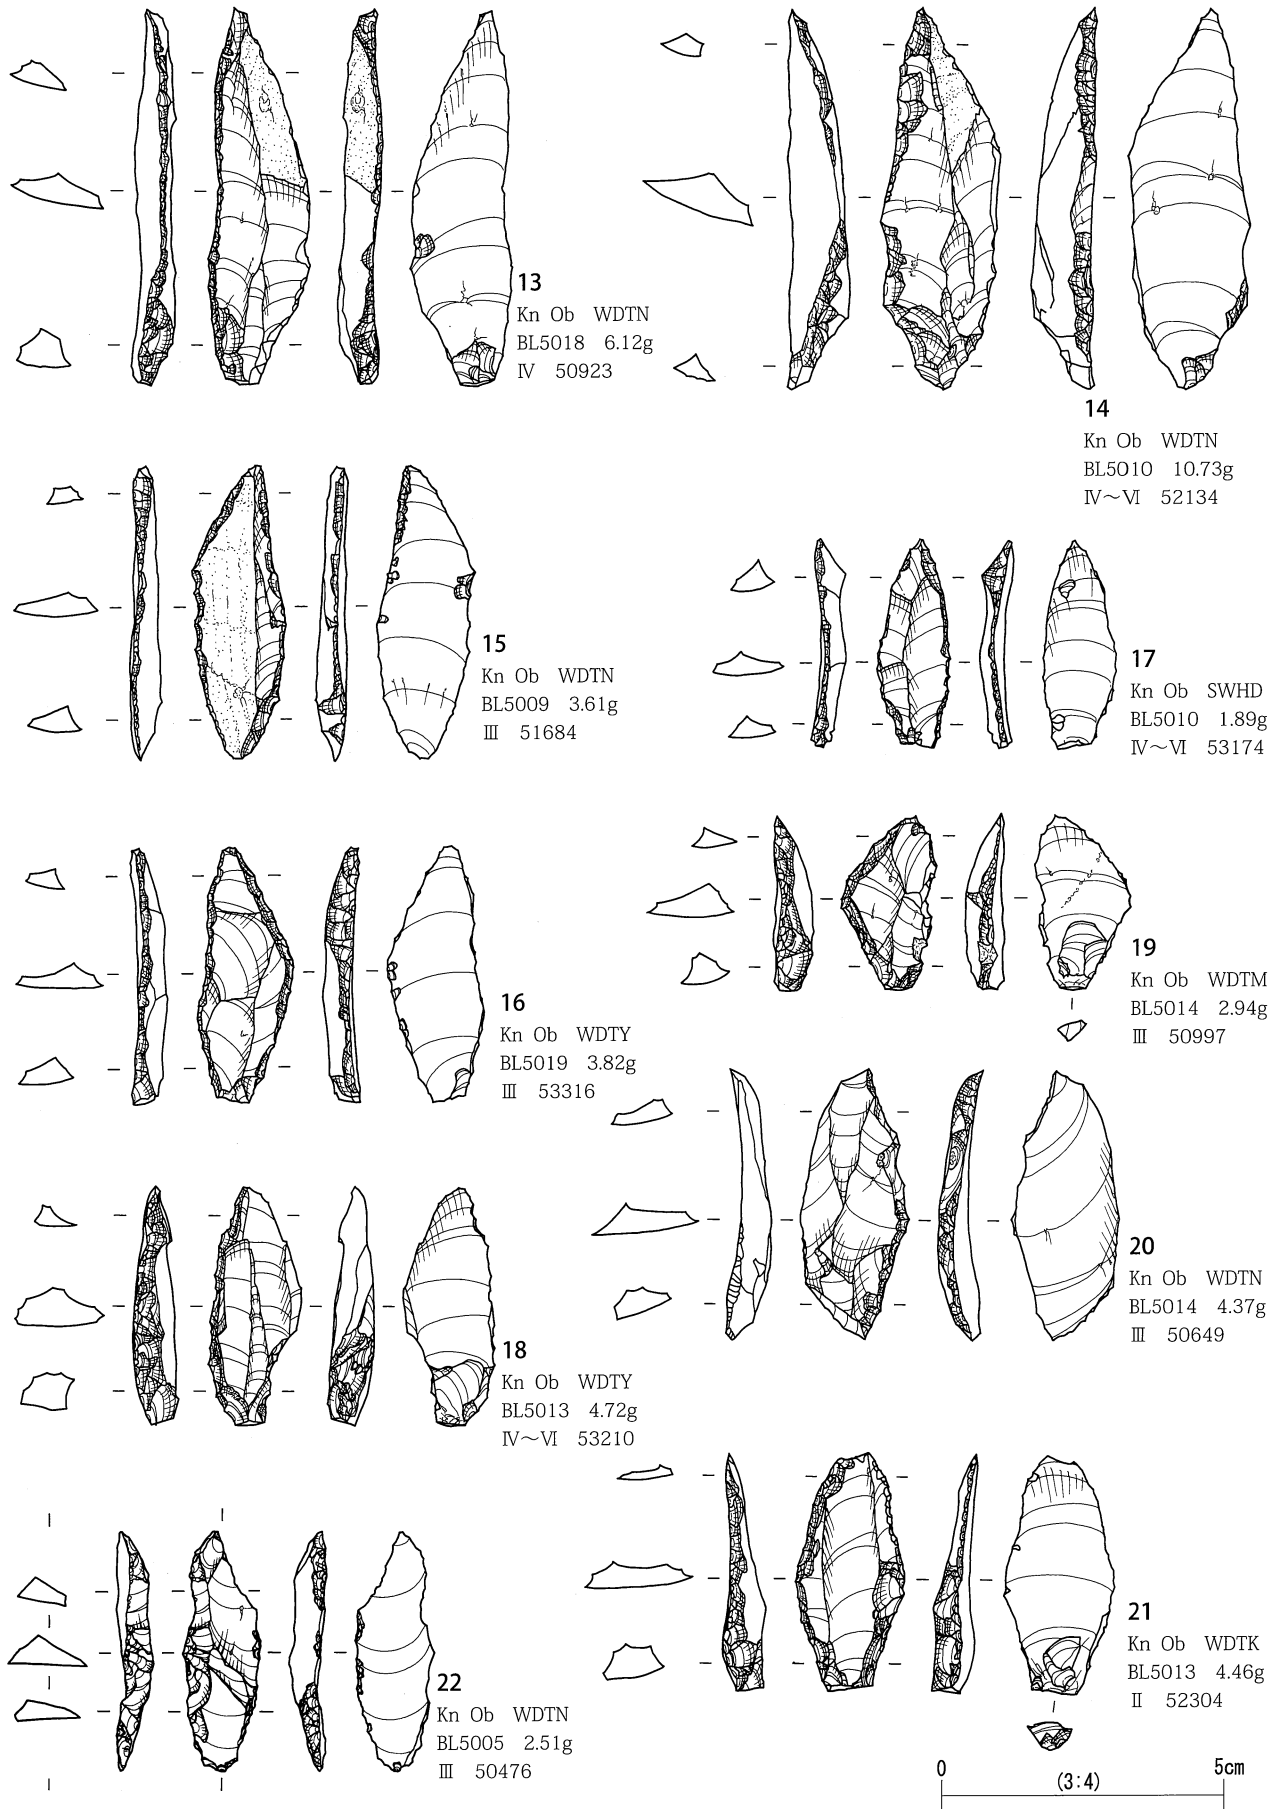 13
Kn Ob WDTN
BL5018 6.12g
Ⅳ 50923
14
Kn Ob WDTN
BL5010 10.73g
Ⅳ～Ⅵ 52134
15
Kn Ob WDTN
BL5009 3.61g
Ⅲ 51684
17
Kn Ob SWHD
BL5010 1.89g
Ⅳ～Ⅵ 53174
16
Kn Ob WDTY
BL5019 3.82g
Ⅲ 53316
19
Kn Ob WDTM
BL5014 2.94g
Ⅲ 50997
18
Kn Ob WDTY
BL5013 4.72g
Ⅳ～Ⅵ 53210
20
Kn Ob WDTN
BL5014 4.37g
Ⅲ 50649
22
Kn Ob WDTN
BL5005 2.51g
Ⅲ 50476
21
Kn Ob WDTK
BL5013 4.46g
Ⅱ 52304
0 (3:4) 5cm